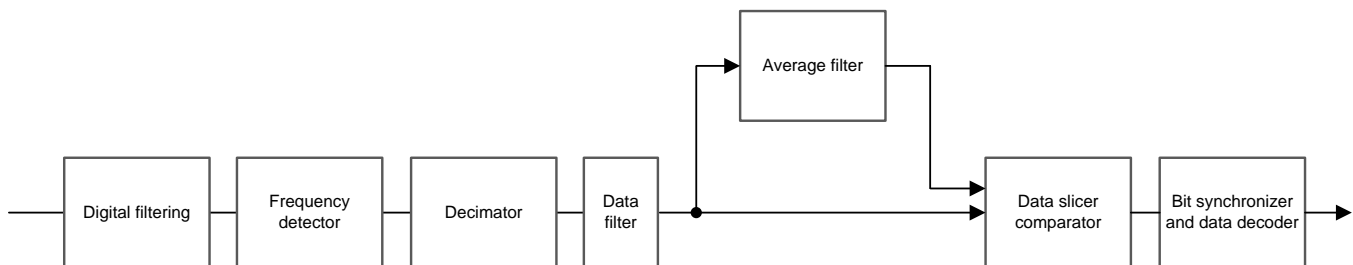 Average filter
Digital filtering
Frequency
detector
Decimator
Data
filter
Data slicer
comparator
Bit synchronizer
and data decoder